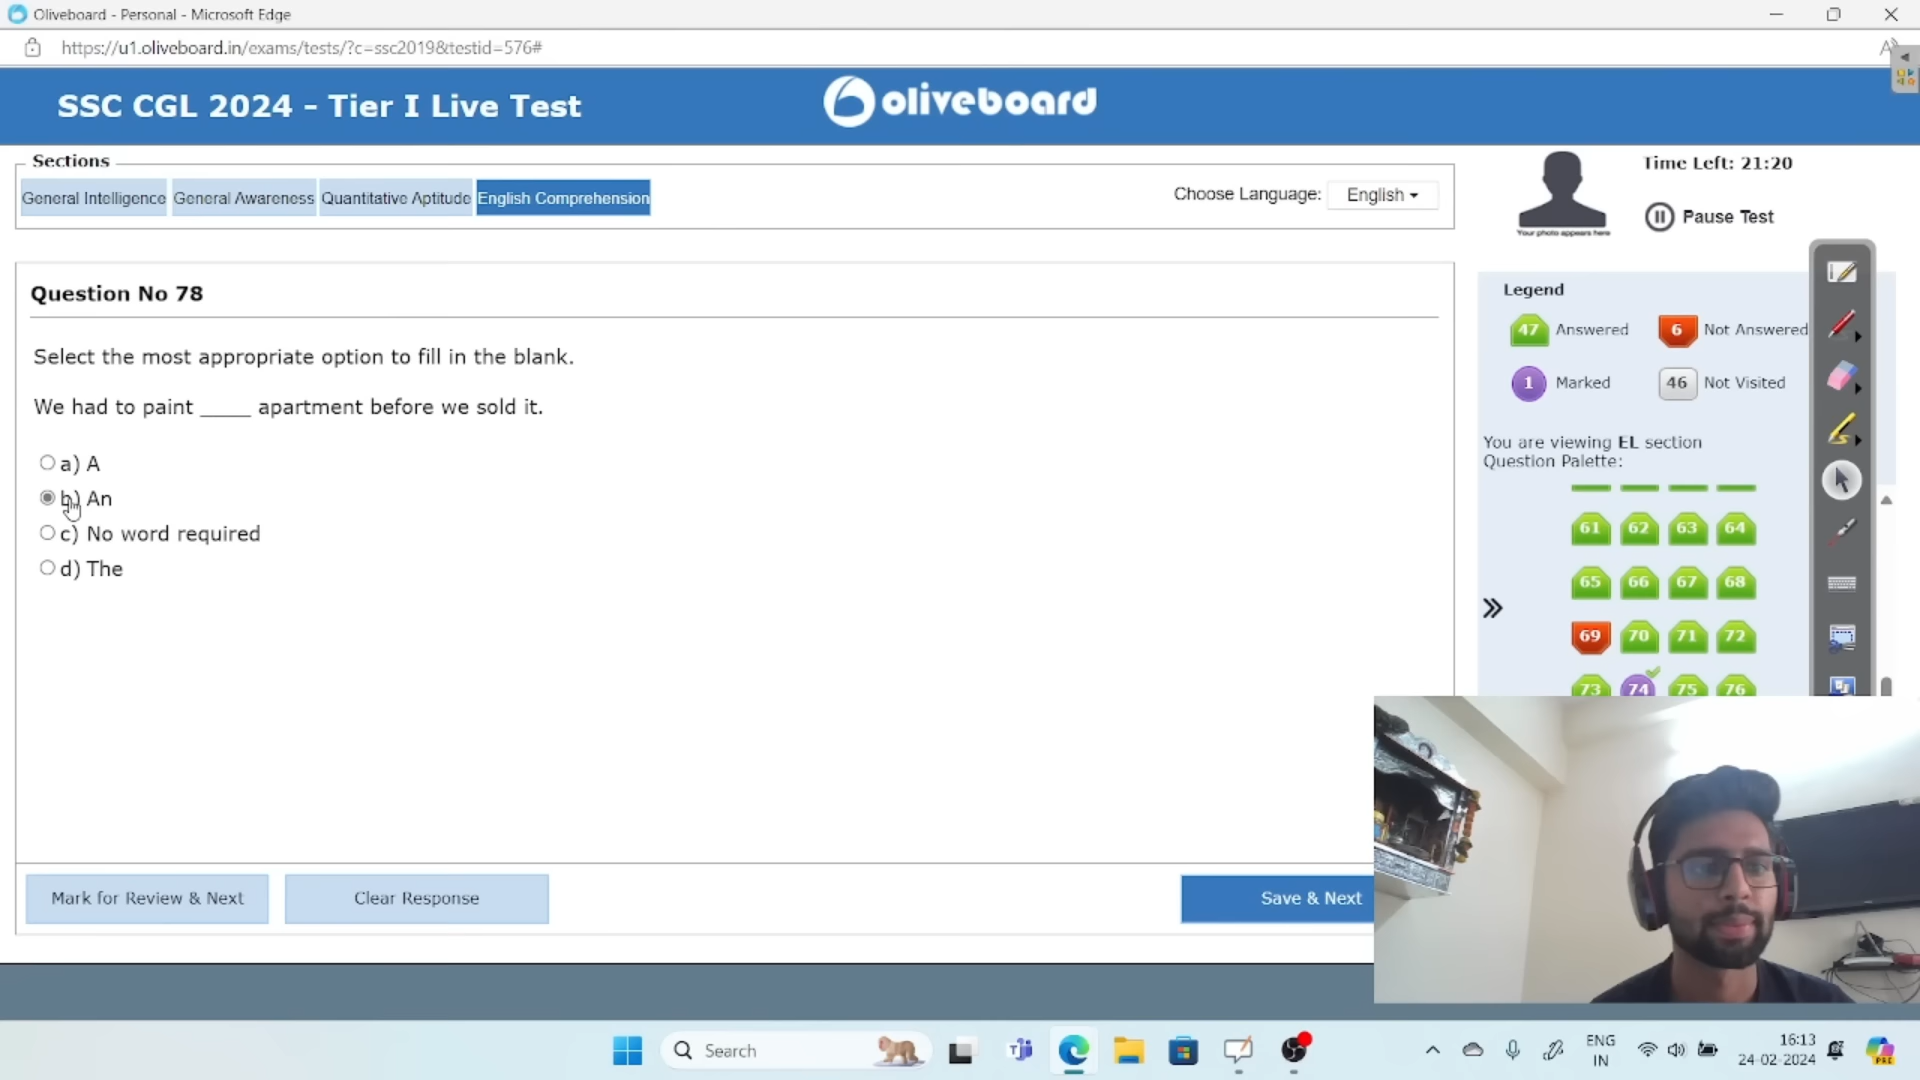 Oliveboard - Personal - Microsoft Edge
https://u1.oliveboard.in/exams/tests/?c=ssc2019&testid=576#
SSC CGL 2024 - Tier I Live Test
oliveboard
Sections
General Intelligence
General Awareness
Quantitative Aptitude
English Comprehension
Choose Language:
English
Your photo appears here
Time Left: 21:20
Pause Test
Question No 78
Select the most appropriate option to fill in the blank.
We had to paint _____ apartment before we sold it.
a) A
b) An
c) No word required
d) The
Legend
47 Answered
6 Not Answered
1 Marked
46 Not Visited
You are viewing EL section
Question Palette:
61 62 63 64
65 66 67 68
69 70 71 72
73 74 75 76
Mark for Review & Next
Clear Response
Save & Next
Search
ENG
IN
16:13
24-02-2024
PRE